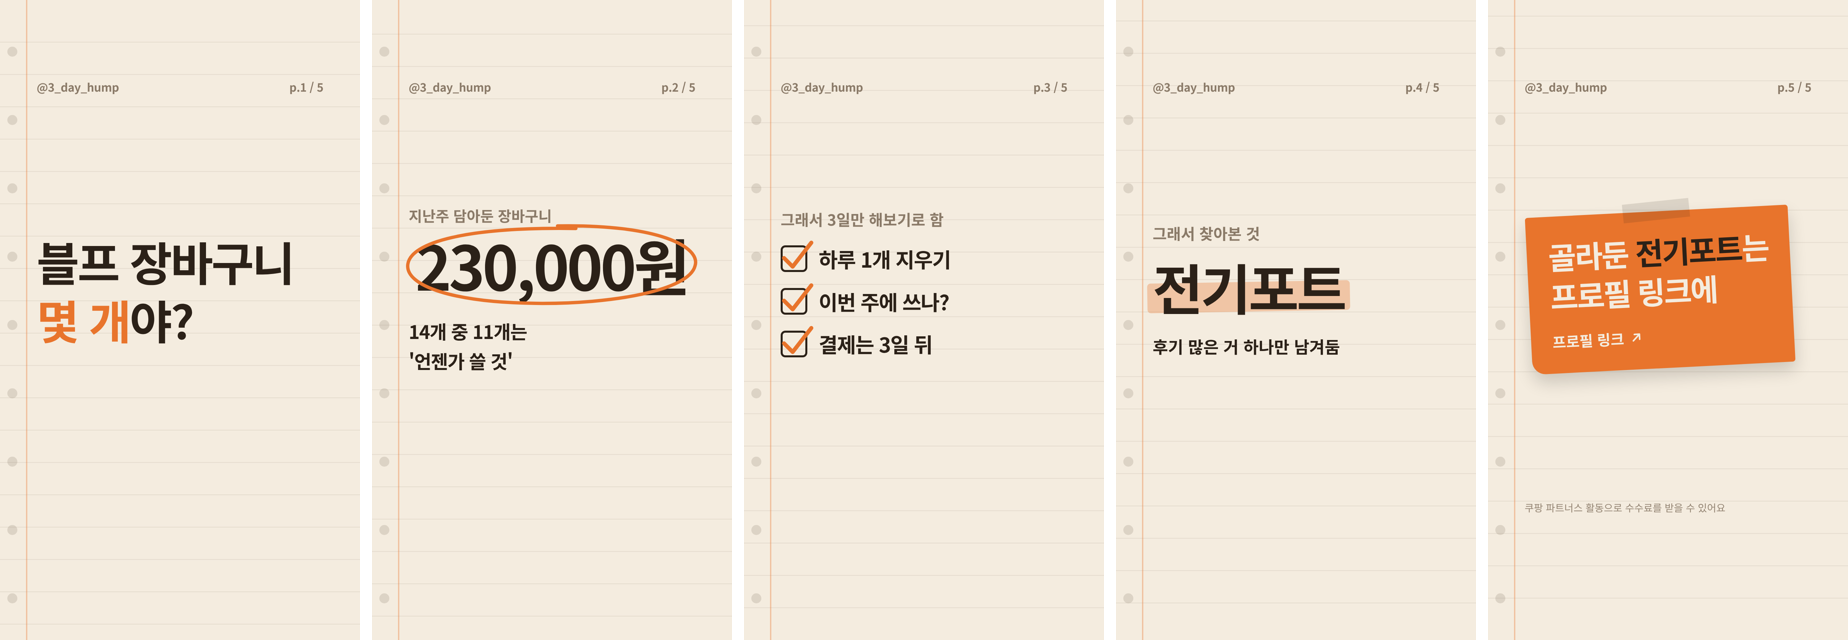 @3_day_hump
p.1 / 5
블프 장바구니
몇 개야?
@3_day_hump
p.2 / 5
지난주 담아둔 장바구니
230,000원
14개 중 11개는
'언젠가 쓸 것'
@3_day_hump
p.3 / 5
그래서 3일만 해보기로 함
하루 1개 지우기
이번 주에 쓰나?
결제는 3일 뒤
@3_day_hump
p.4 / 5
그래서 찾아본 것
전기포트
후기 많은 거 하나만 남겨둠
@3_day_hump
p.5 / 5
골라둔 전기포트는
프로필 링크에
프로필 링크 ↗
쿠팡 파트너스 활동으로 수수료를 받을 수 있어요